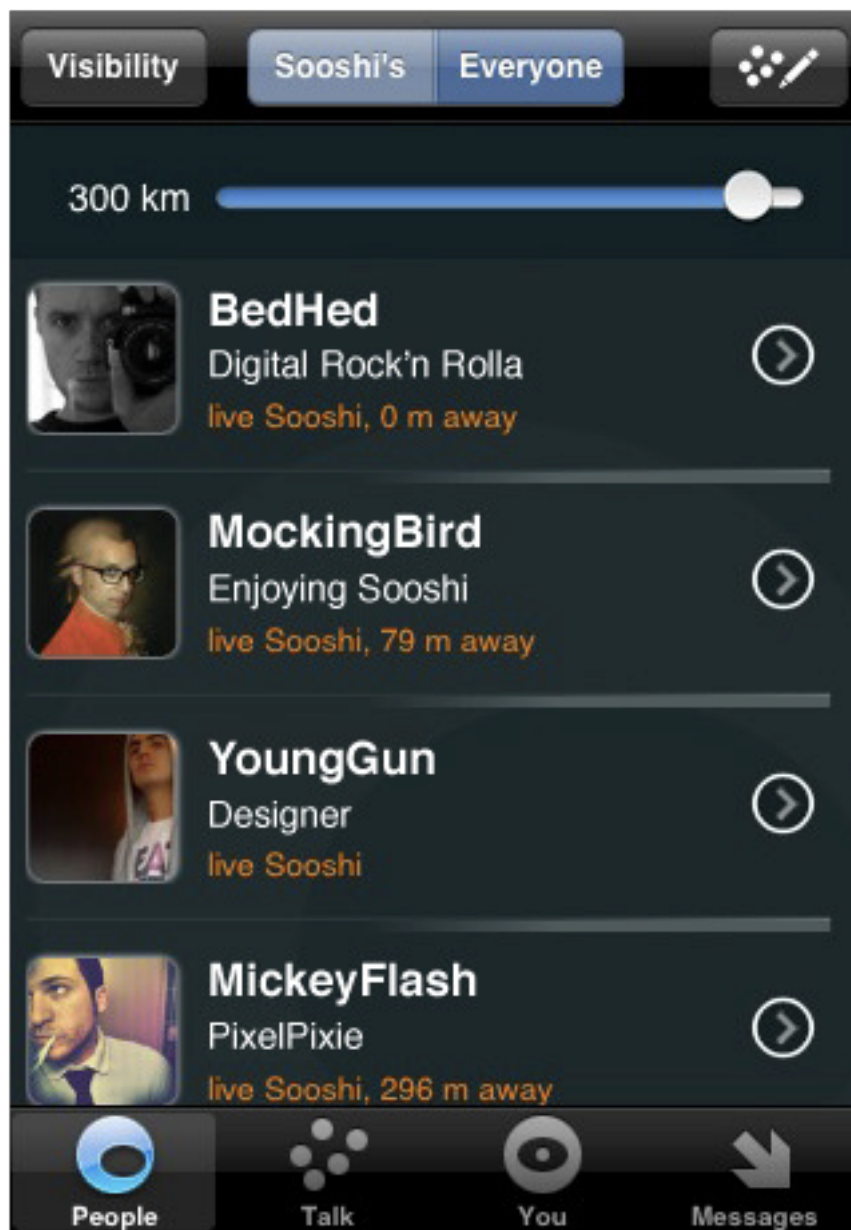 Visibility
Sooshi's
Everyone
300 km
BedHed
Digital Rock'n Rolla
live Sooshi, 0 m away
MockingBird
Enjoying Sooshi
live Sooshi, 79 m away
YoungGun
Designer
live Sooshi
MickeyFlash
PixelPixie
live Sooshi, 296 m away
People
Talk
You
Messages